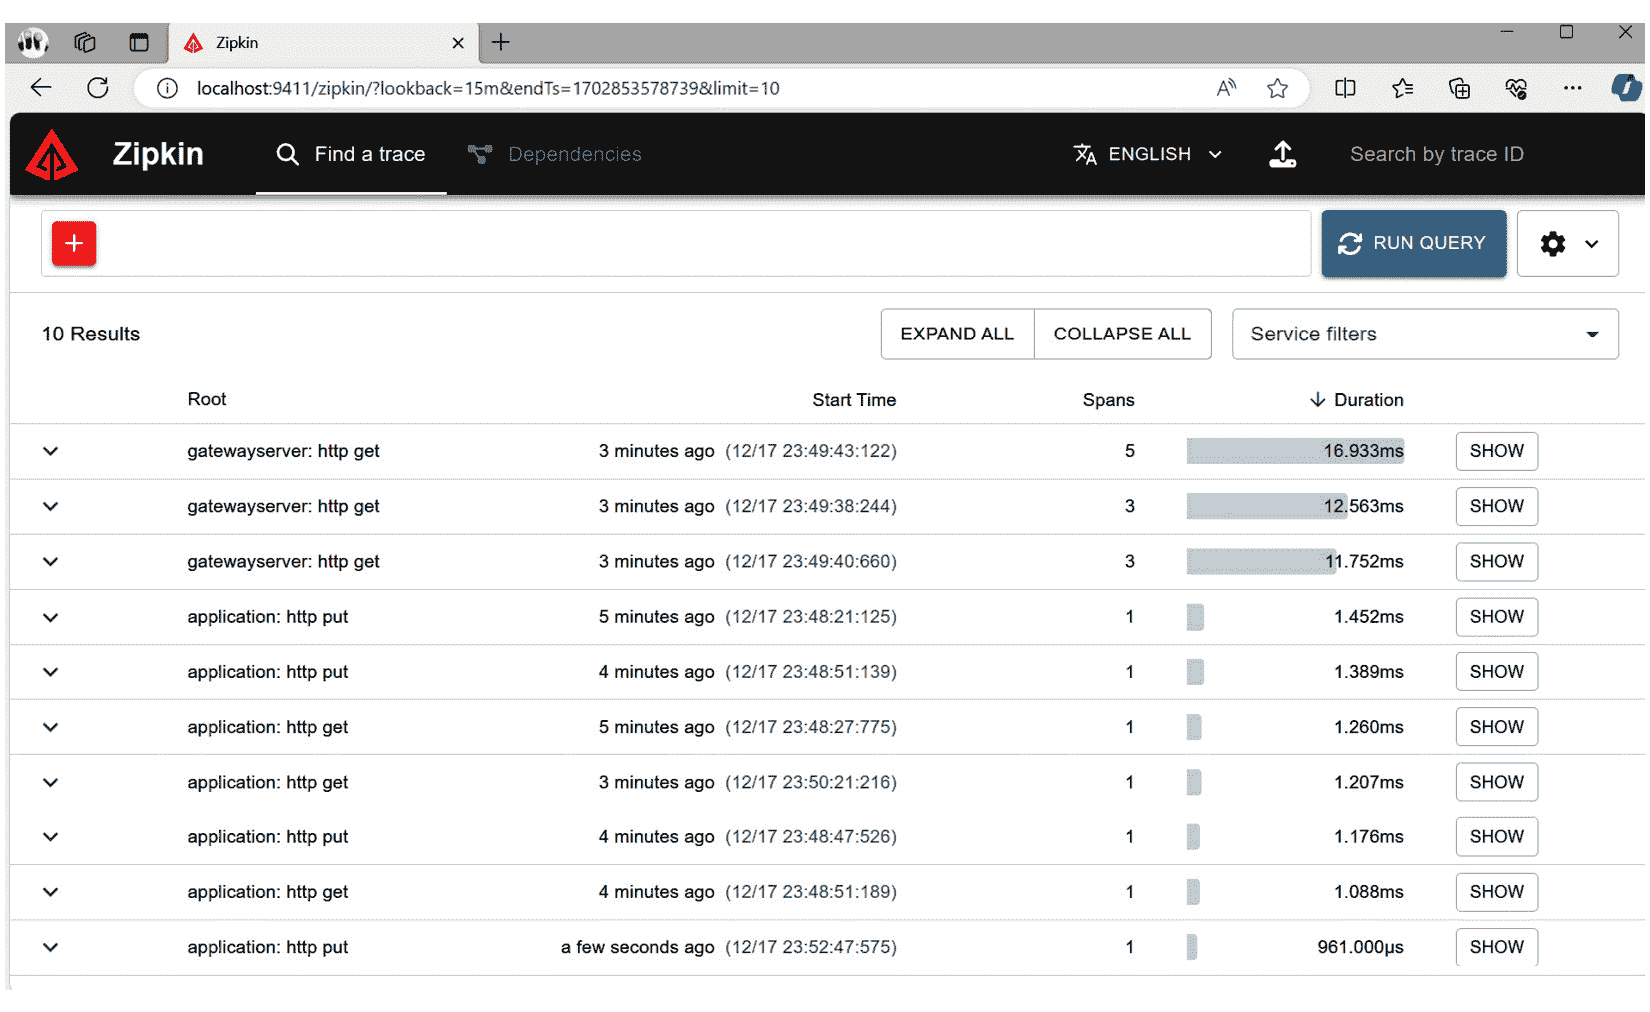 Zipkin
localhost:9411/zipkin/?lookback=15m&endTs=1702853578739&limit=10
Zipkin Find a trace Dependencies ENGLISH Search by trace ID
RUN QUERY
10 Results EXPAND ALL COLLAPSE ALL Service filters
Root Start Time Spans Duration
gatewayserver: http get 3 minutes ago (12/17 23:49:43:122) 5 16.933ms SHOW
gatewayserver: http get 3 minutes ago (12/17 23:49:38:244) 3 12.563ms SHOW
gatewayserver: http get 3 minutes ago (12/17 23:49:40:660) 3 11.752ms SHOW
application: http put 5 minutes ago (12/17 23:48:21:125) 1 1.452ms SHOW
application: http put 4 minutes ago (12/17 23:48:51:139) 1 1.389ms SHOW
application: http get 5 minutes ago (12/17 23:48:27:775) 1 1.260ms SHOW
application: http get 3 minutes ago (12/17 23:50:21:216) 1 1.207ms SHOW
application: http put 4 minutes ago (12/17 23:48:47:526) 1 1.176ms SHOW
application: http get 4 minutes ago (12/17 23:48:51:189) 1 1.088ms SHOW
application: http put a few seconds ago (12/17 23:52:47:575) 1 961.000μs SHOW